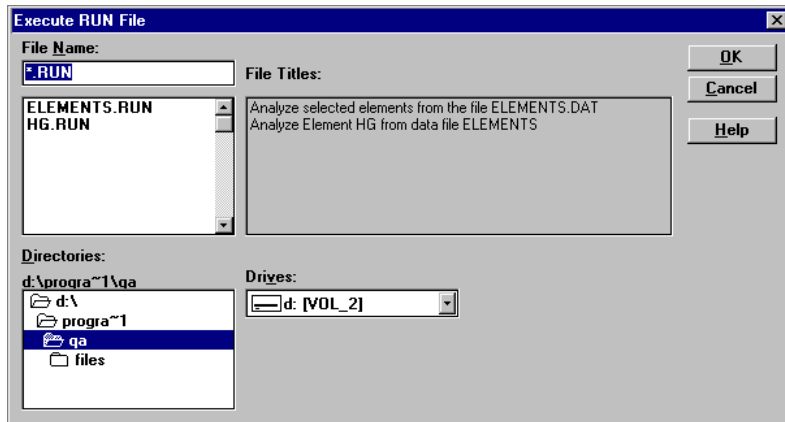 Execute RUN File
File Name:
*.RUN
File Titles:
OK
Cancel
Help
ELEMENTS.RUN
HG.RUN
Analyze selected elements from the file ELEMENTS.DAT
Analyze Element HG from data file ELEMENTS
Directories:
d:\progra~1\qa
d:\
progra~1
qa
files
Drives:
d: [VOL_2]